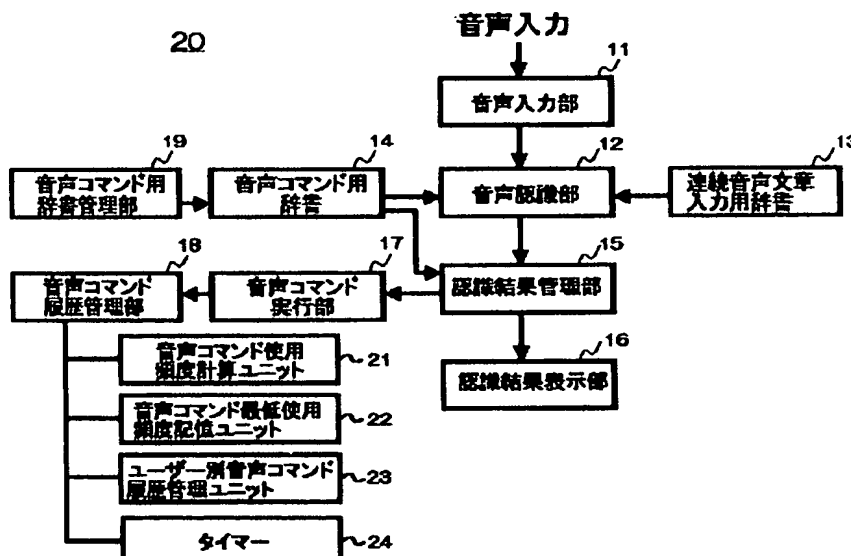 20
音声入力
11
音声入力部
19
音声コマンド用
辞書管理部
14
音声コマンド用
辞書
12
音声認識部
13
連続音声文章
入力用辞書
18
音声コマンド
履歴管理部
17
音声コマンド
実行部
15
認識結果管理部
16
認識結果表示部
音声コマンド使用
頻度計算ユニット
21
音声コマンド最低使用
頻度記憶ユニット
22
ユーザー別音声コマンド
履歴管理ユニット
23
タイマー
24